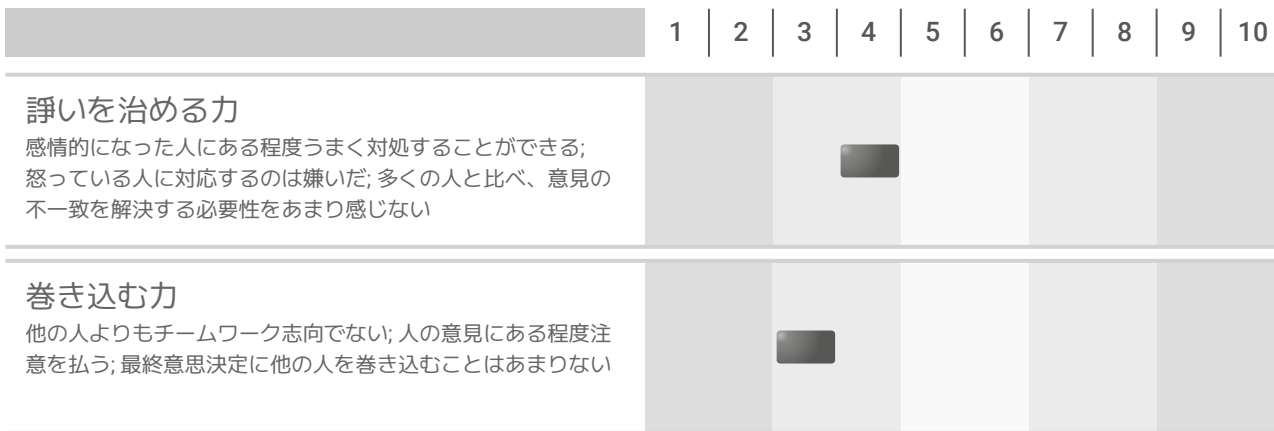 1 2 3 4 5 6 7 8 9 10
諍いを治める力
感情的になった人にある程度うまく対処することができる;
怒っている人に対応するのは嫌いだ; 多くの人と比べ、意見の
不一致を解決する必要性をあまり感じない
巻き込む力
他の人よりもチームワーク志向でない; 人の意見にある程度注
意を払う; 最終意思決定に他の人を巻き込むことはあまりない